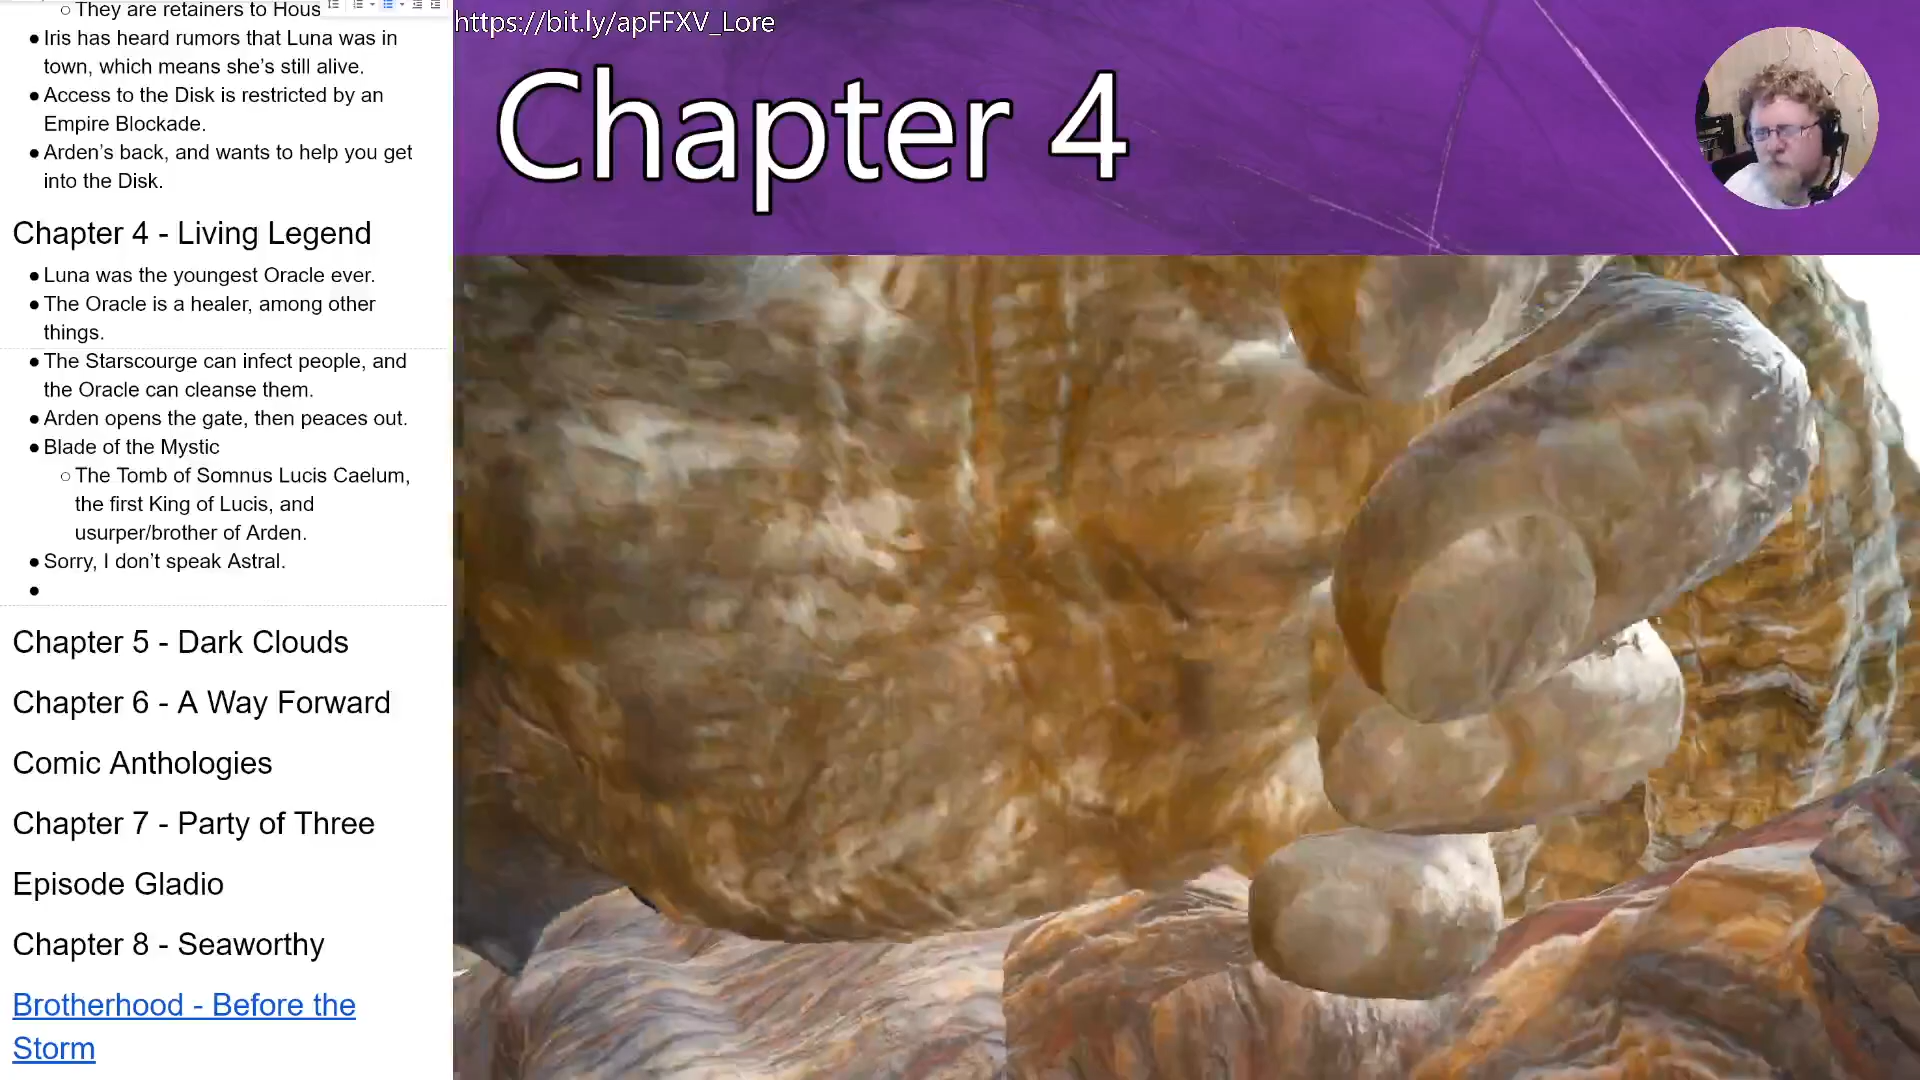 They are retainers to Hous
Iris has heard rumors that Luna was in
town, which means she’s still alive.
Access to the Disk is restricted by an
Empire Blockade.
Arden’s back, and wants to help you get
into the Disk.
Chapter 4 - Living Legend
Luna was the youngest Oracle ever.
The Oracle is a healer, among other
things.
The Starscourge can infect people, and
the Oracle can cleanse them.
Arden opens the gate, then peaces out.
Blade of the Mystic
The Tomb of Somnus Lucis Caelum,
the first King of Lucis, and
usurper/brother of Arden.
Sorry, I don’t speak Astral.
Chapter 5 - Dark Clouds
Chapter 6 - A Way Forward
Comic Anthologies
Chapter 7 - Party of Three
Episode Gladio
Chapter 8 - Seaworthy
Brotherhood - Before the
Storm
https://bit.ly/apFFXV_Lore
Chapter 4